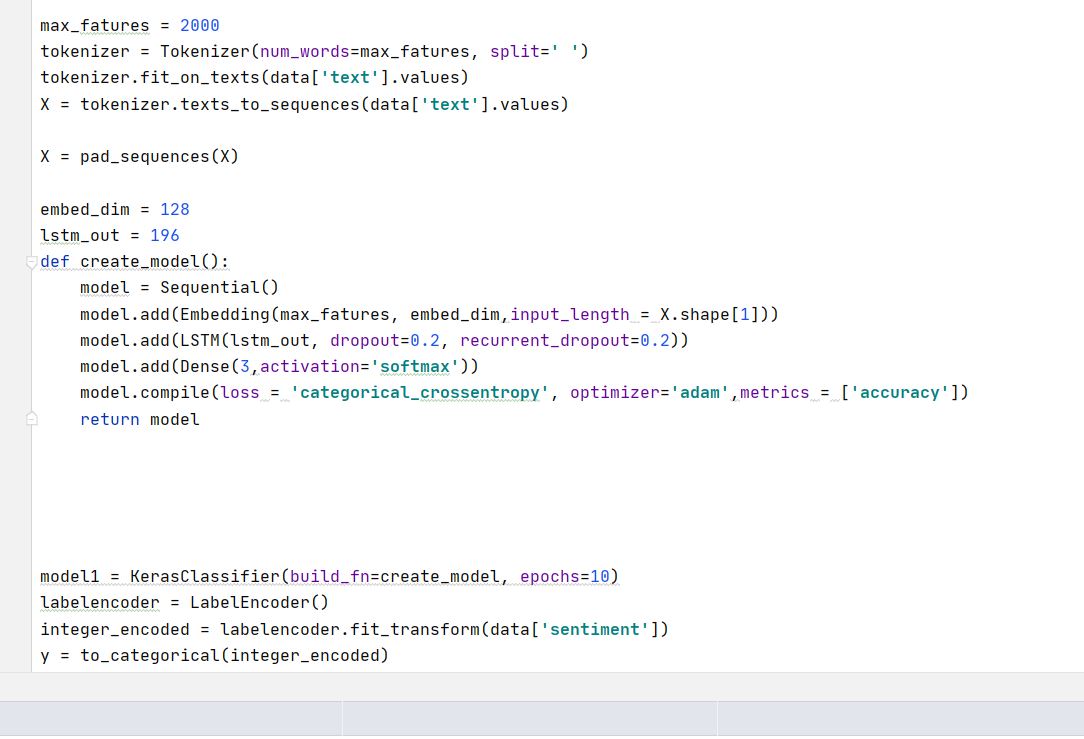 max_fatures = 2000
tokenizer = Tokenizer(num_words=max_fatures, split=' ')
tokenizer.fit_on_texts(data['text'].values)
X = tokenizer.texts_to_sequences(data['text'].values)
X = pad_sequences(X)
embed_dim = 128
lstm_out = 196
def create_model():
    model = Sequential()
    model.add(Embedding(max_fatures, embed_dim,input_length = X.shape[1]))
    model.add(LSTM(lstm_out, dropout=0.2, recurrent_dropout=0.2))
    model.add(Dense(3,activation='softmax'))
    model.compile(loss = 'categorical_crossentropy', optimizer='adam',metrics = ['accuracy'])
    return model
model1 = KerasClassifier(build_fn=create_model, epochs=10)
labelencoder = LabelEncoder()
integer_encoded = labelencoder.fit_transform(data['sentiment'])
y = to_categorical(integer_encoded)